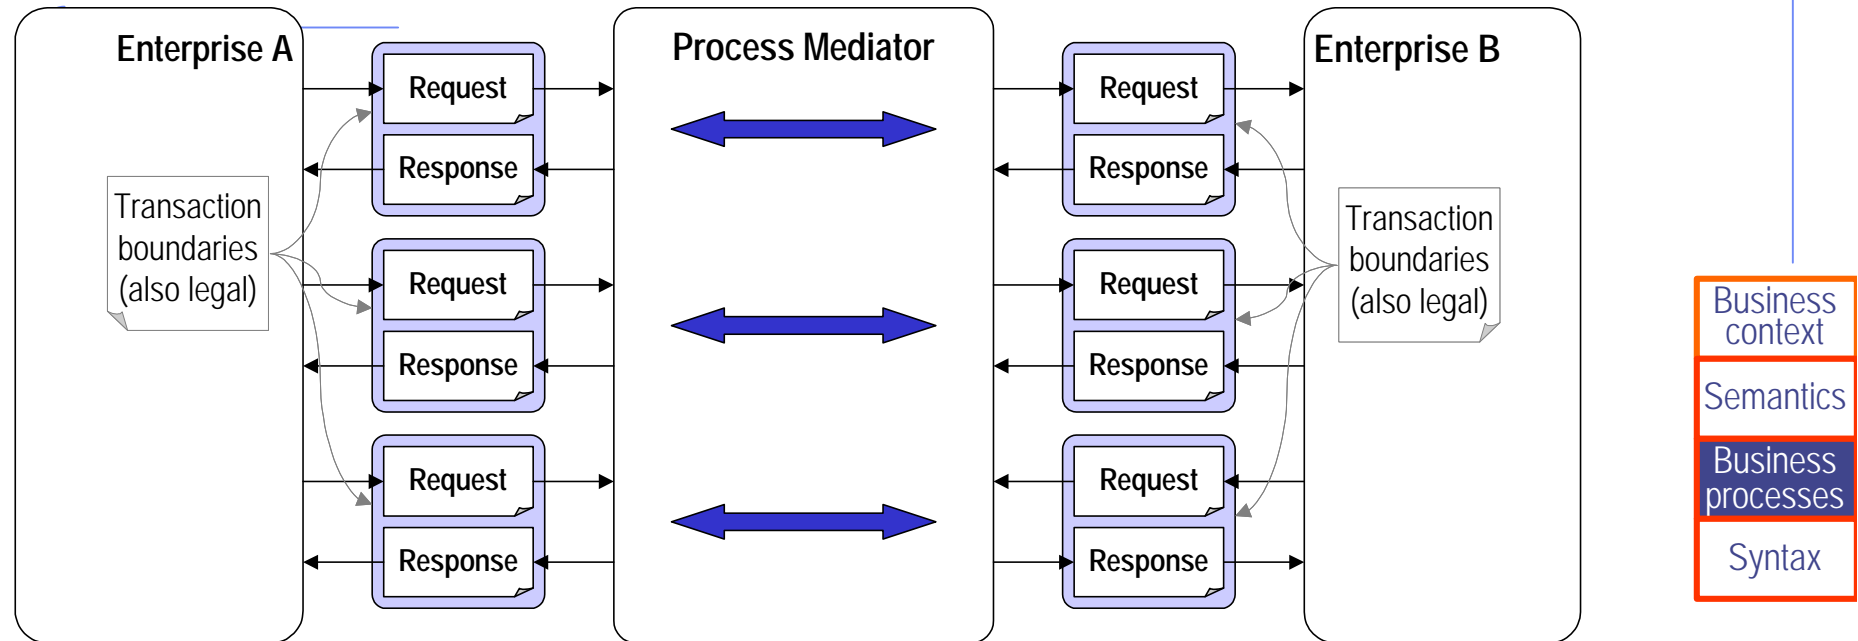 Enterprise A
Process Mediator
Enterprise B
Request
Response
Request
Response
Request
Response
Transaction
boundaries
(also legal)
Request
Response
Request
Response
Request
Response
Transaction
boundaries
(also legal)
Business
context
Semantics
Business
processes
Syntax